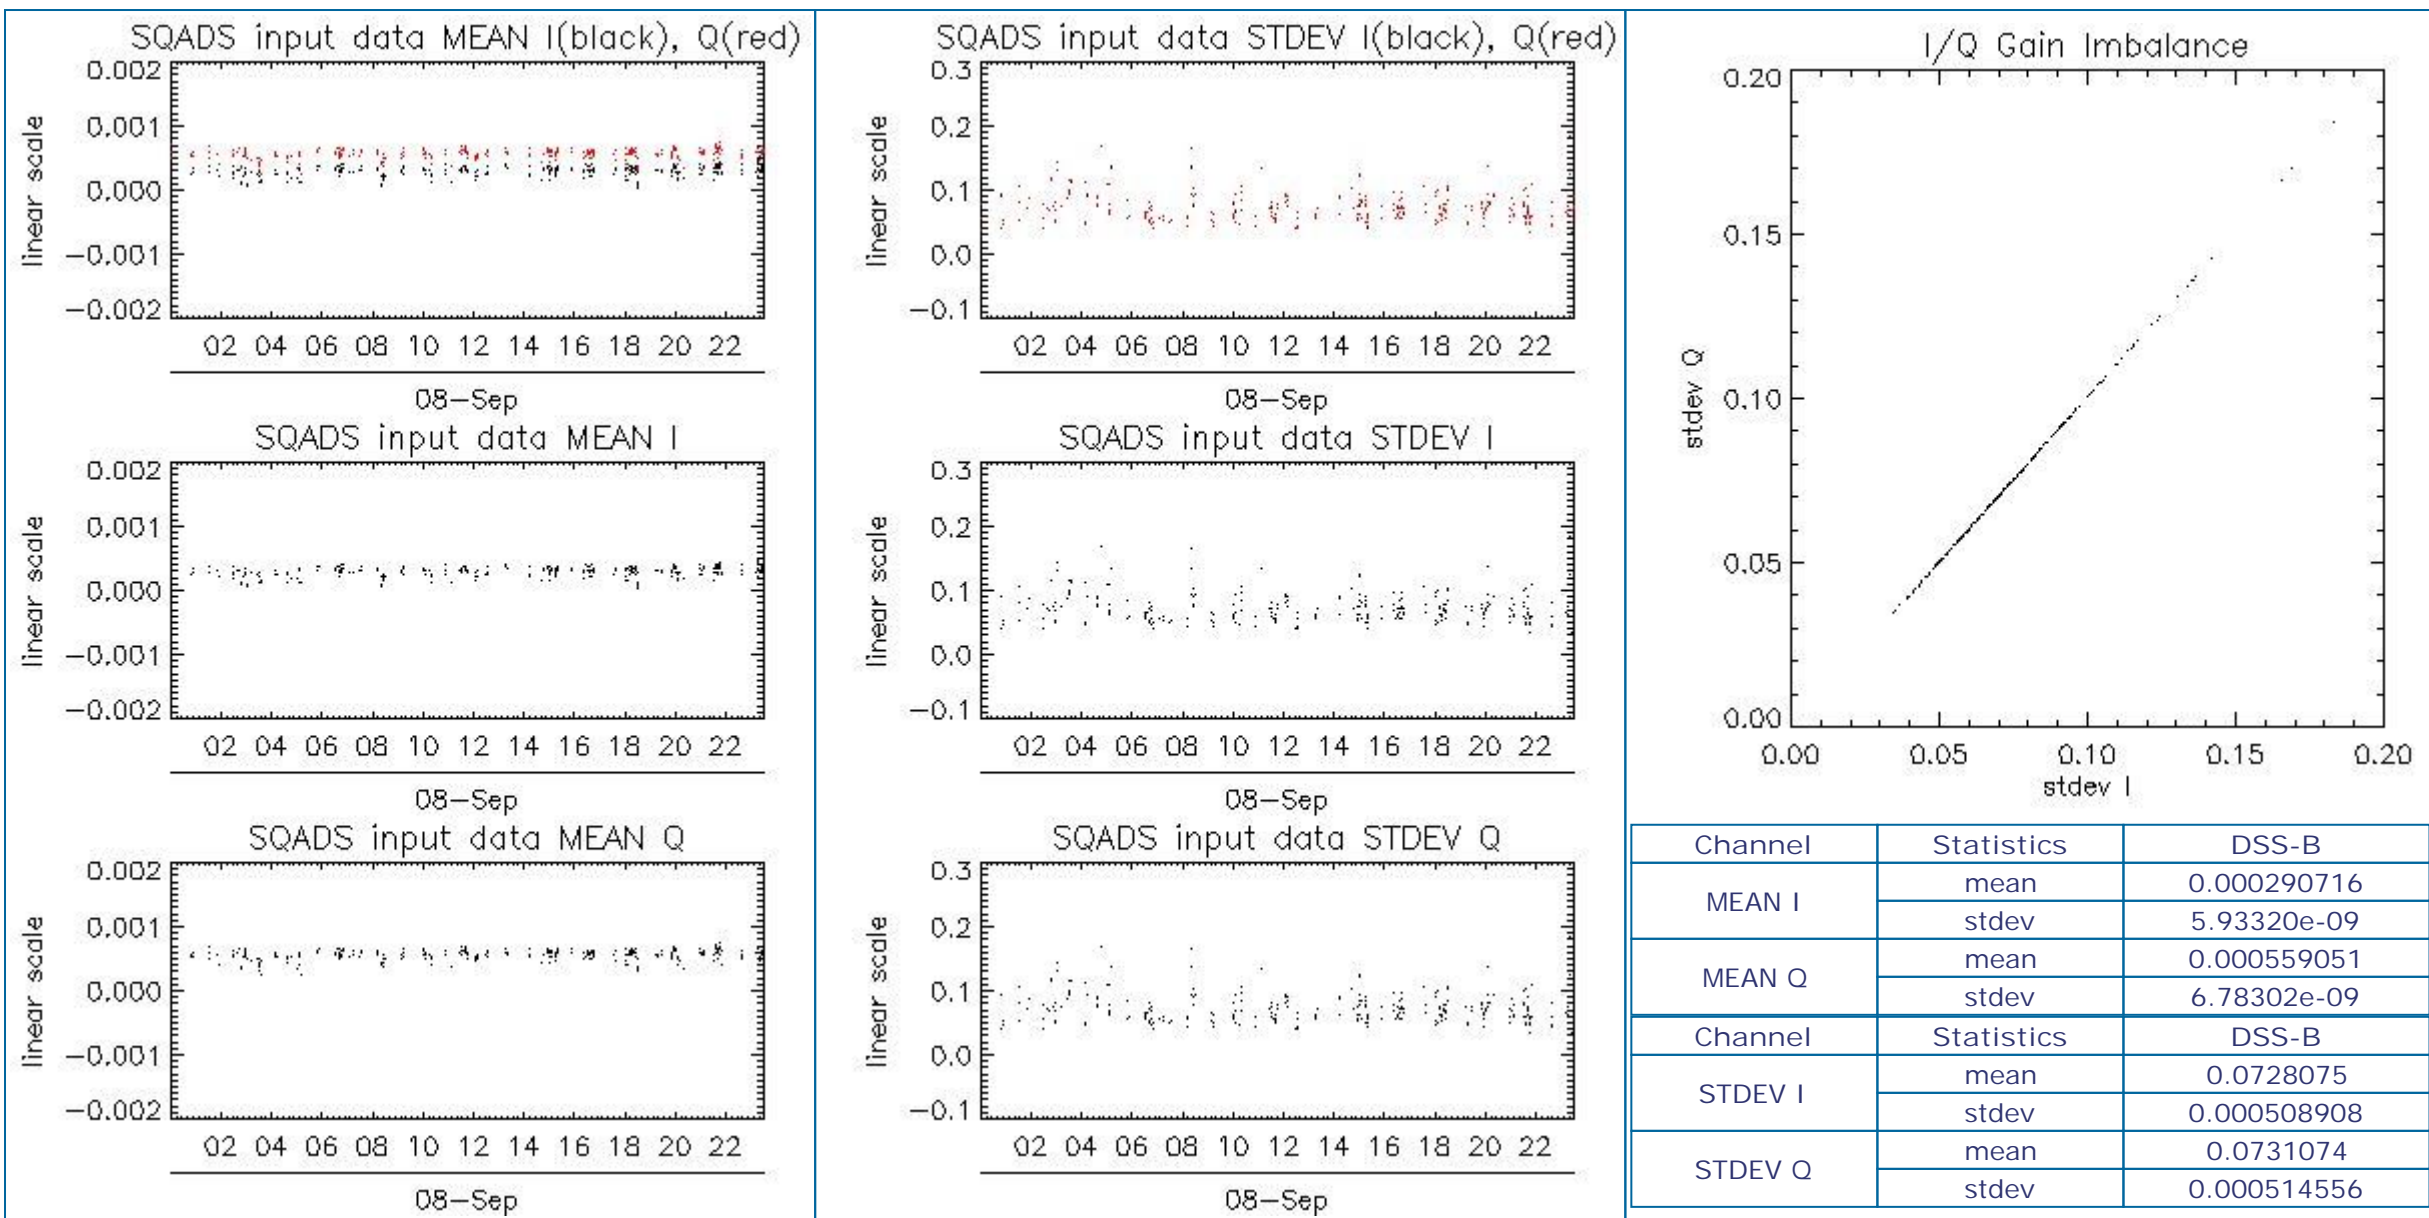 SQADS input data MEAN I(black), Q(red)
linear scale
0.002
0.001
0.000
-0.001
-0.002
02 04 06 08 10 12 14 16 18 20 22
08-Sep
SQADS input data MEAN I
linear scale
0.002
0.001
0.000
-0.001
-0.002
02 04 06 08 10 12 14 16 18 20 22
08-Sep
SQADS input data MEAN Q
linear scale
0.002
0.001
0.000
-0.001
-0.002
02 04 06 08 10 12 14 16 18 20 22
08-Sep
SQADS input data STDEV I(black), Q(red)
linear scale
0.3
0.2
0.1
0.0
-0.1
02 04 06 08 10 12 14 16 18 20 22
08-Sep
SQADS input data STDEV I
linear scale
0.3
0.2
0.1
0.0
-0.1
02 04 06 08 10 12 14 16 18 20 22
08-Sep
SQADS input data STDEV Q
linear scale
0.3
0.2
0.1
0.0
-0.1
02 04 06 08 10 12 14 16 18 20 22
08-Sep
I/Q Gain Imbalance
stdev Q
0.20
0.15
0.10
0.05
0.00
0.00 0.05 0.10 0.15 0.20
stdev I
Channel Statistics DSS-B
MEAN I mean 0.000290716
stdev 5.93320e-09
MEAN Q mean 0.000559051
stdev 6.78302e-09
Channel Statistics DSS-B
STDEV I mean 0.0728075
stdev 0.000508908
STDEV Q mean 0.0731074
stdev 0.000514556